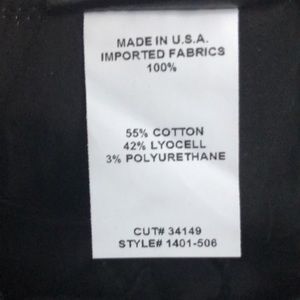 MADE IN U.S.A.
IMPORTED FABRICS
100%
55% COTTON
42% LYOCELL
3% POLYURETHANE
CUT# 34149
STYLE# 1401-506